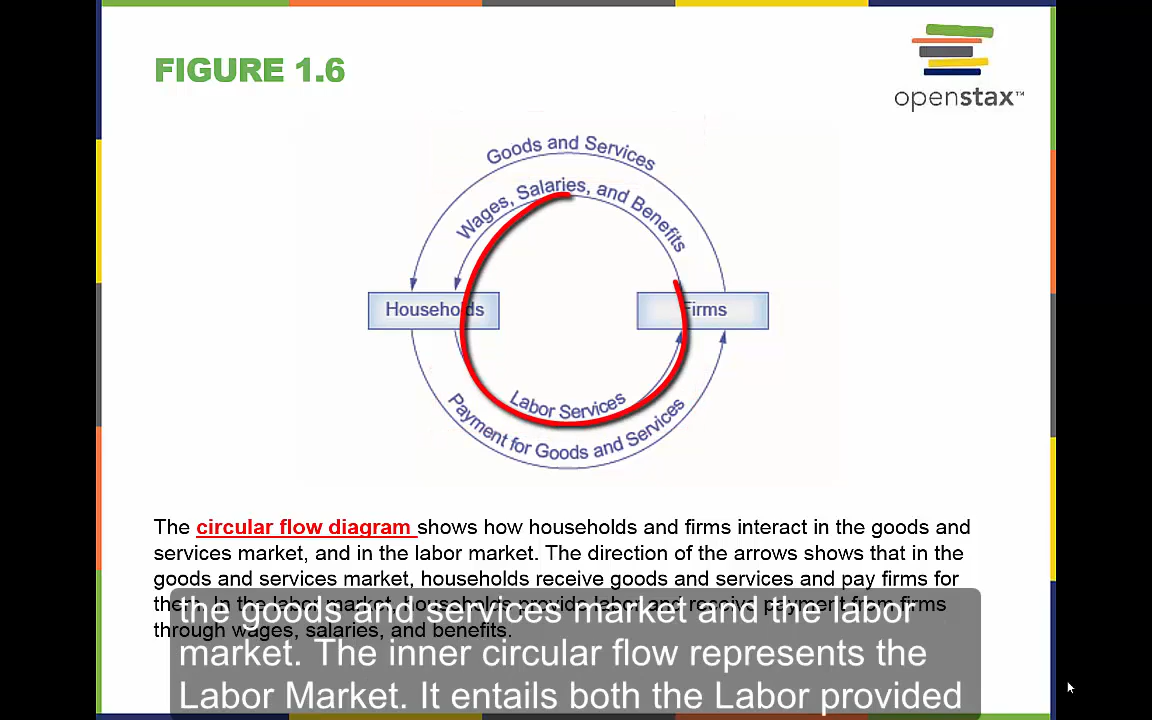 FIGURE 1.6
openstax™
Goods and Services
Wages, Salaries, and Benefits
Households
Firms
Labor Services
Payment for Goods and Services
The circular flow diagram shows how households and firms interact in the goods and
services market, and in the labor market. The direction of the arrows shows that in the
goods and services market, households receive goods and services and pay firms for
them. In the labor market, households provide labor and receive payment from firms
through wages, salaries, and benefits.
the goods and services market and the labor
market. The inner circular flow represents the
Labor Market. It entails both the Labor provided